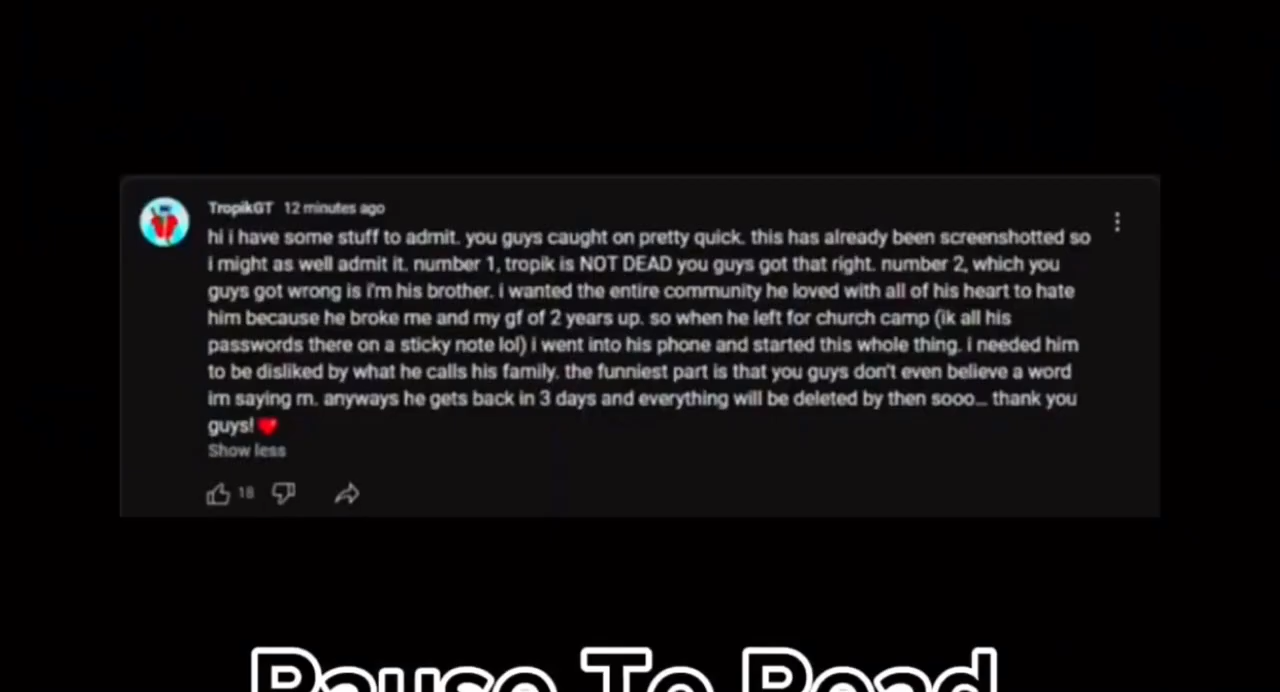 TropikGT 12 minutes ago
hi i have some stuff to admit. you guys caught on pretty quick. this has already been screenshotted so
i might as well admit it. number 1, tropik is NOT DEAD you guys got that right. number 2, which you
guys got wrong is i'm his brother. i wanted the entire community he loved with all of his heart to hate
him because he broke me and my gf of 2 years up. so when he left for church camp (ik all his
passwords there on a sticky note lol) i went into his phone and started this whole thing. i needed him
to be disliked by what he calls his family. the funniest part is that you guys don't even believe a word
im saying rn. anyways he gets back in 3 days and everything will be deleted by then sooo... thank you
guys! ❤️
Show less
18
Pause To Read